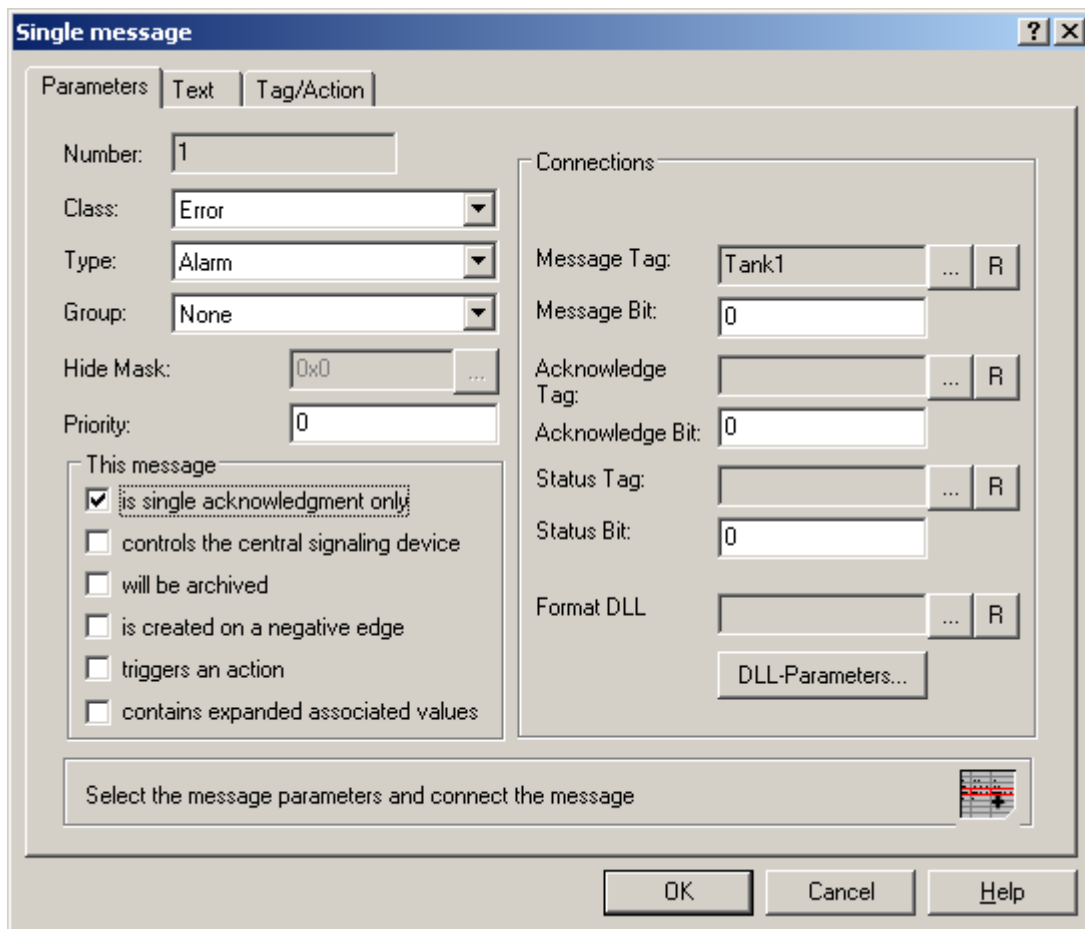 Single message
Parameters Text Tag/Action
Number: 1
Class: Error
Type: Alarm
Group: None
Hide Mask: 0x0 ...
Priority: 0
This message
is single acknowledgment only
controls the central signaling device
will be archived
is created on a negative edge
triggers an action
contains expanded associated values
Connections
Message Tag: Tank1 ... R
Message Bit: 0
Acknowledge
Tag: ... R
Acknowledge Bit: 0
Status Tag: ... R
Status Bit: 0
Format DLL ... R
DLL-Parameters...
Select the message parameters and connect the message
OK Cancel Help